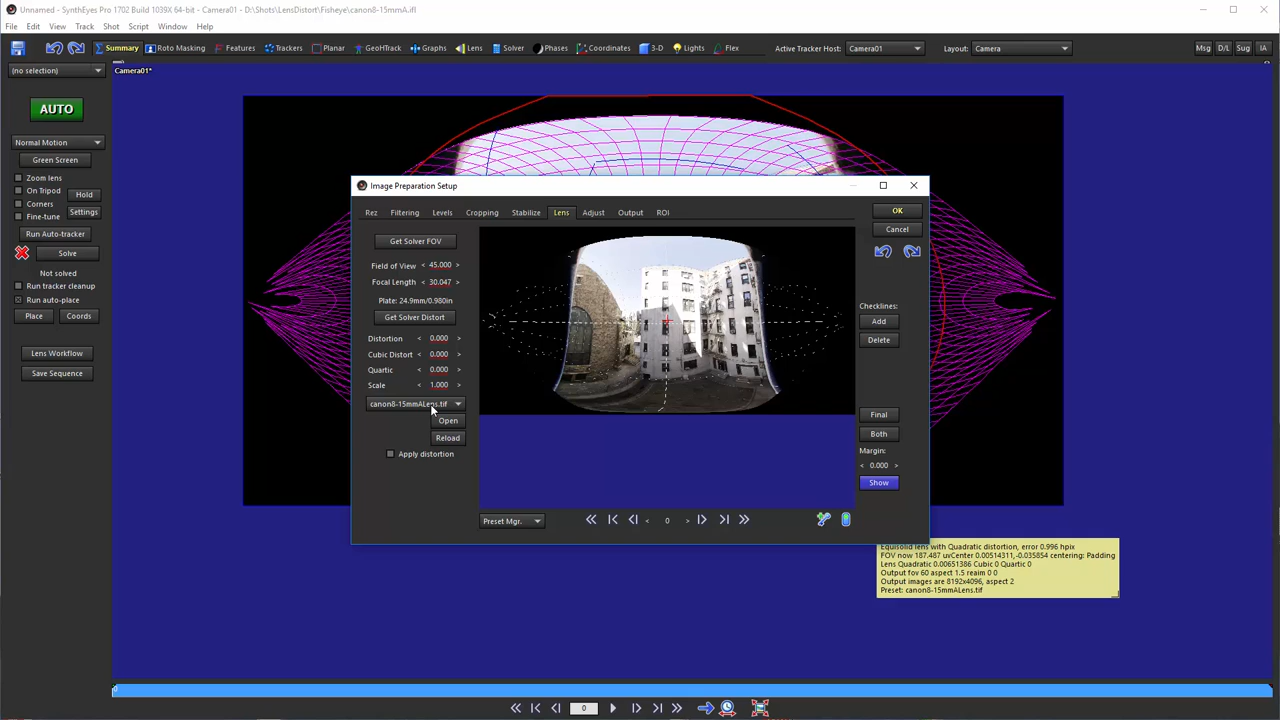 Unnamed - SynthEyes Pro 1702 Build 1039X 64-bit - Camera01 - D:\Shots\LensDistort\Fisheye\canon8-15mmA.ifl
File Edit View Track Shot Script Window Help
Summary Roto Masking Features Trackers Planar GeoHTrack Graphs Lens Solver Phases Coordinates 3-D Lights Flex Active Tracker Host: Camera01 Layout: Camera Msg D/L Sug IA
(no selection) Camera01*
AUTO
Normal Motion
Green Screen
Zoom lens
On Tripod Hold
Corners
Fine-tune Settings
Run Auto-tracker
Solve
Not solved
Run tracker cleanup
Run auto-place
Place Coords
Lens Workflow
Save Sequence
Image Preparation Setup
Rez Filtering Levels Cropping Stabilize Lens Adjust Output ROI
OK
Cancel
Get Solver FOV
Field of View < 45.000 >
Focal Length < 30.047 >
Plate: 24.9mm/0.980in
Get Solver Distort
Distortion < 0.000 >
Cubic Distort < 0.000 >
Quartic < 0.000 >
Scale < 1.000 >
canon8-15mmALens.tif
Open
Reload
Apply distortion
Checklines:
Add
Delete
Final
Both
Margin:
< 0.000 >
Show
Preset Mgr. < 0 >
Equisolid lens with Quadratic distortion, error 0.996 hpix
FOV now 187.487 uvCenter 0.00514311,-0.035854 centering: Padding
Lens Quadratic 0.00651386 Cubic 0 Quartic 0
Output fov 60 aspect 1.5 reaim 0 0
Output images are 8192x4096, aspect 2
Preset: canon8-15mmALens.tif
0
0